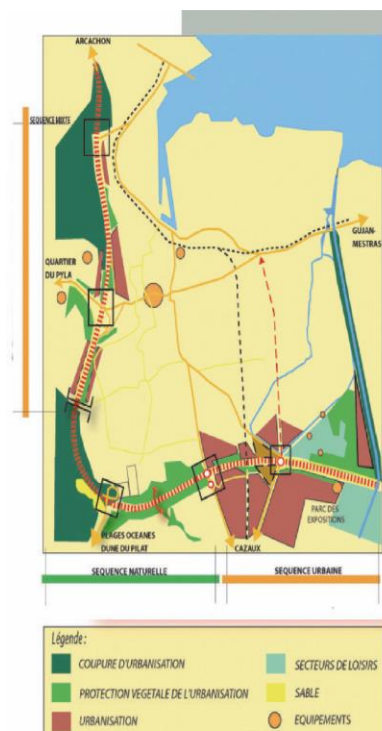 ARCACHON
SEQUENCE MIXTE
GUJAN-
MESTRAS
QUARTIER
DU PYLA
PARC DES
EXPOSITIONS
PLAGES OCEANES
DUNE DU PILAT
CAZAUX
SEQUENCE NATURELLE
SEQUENCE URBAINE
Légende :
COUPURE D'URBANISATION
SECTEURS DE LOISIRS
PROTECTION VEGETALE DE L'URBANISATION
SABLE
URBANISATION
EQUIPEMENTS